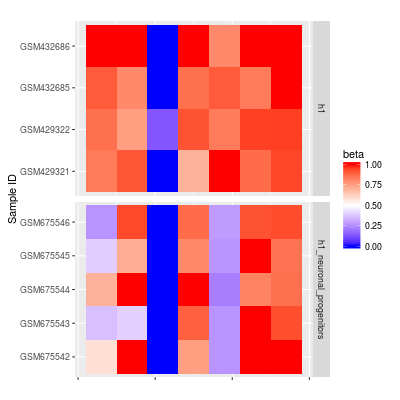 GSM432686
GSM432685
GSM429322
GSM429321
h1
GSM675546
GSM675545
GSM675544
GSM675543
GSM675542
h1_neuronal_progenitors
Sample ID
beta
1.00
0.75
0.50
0.25
0.00